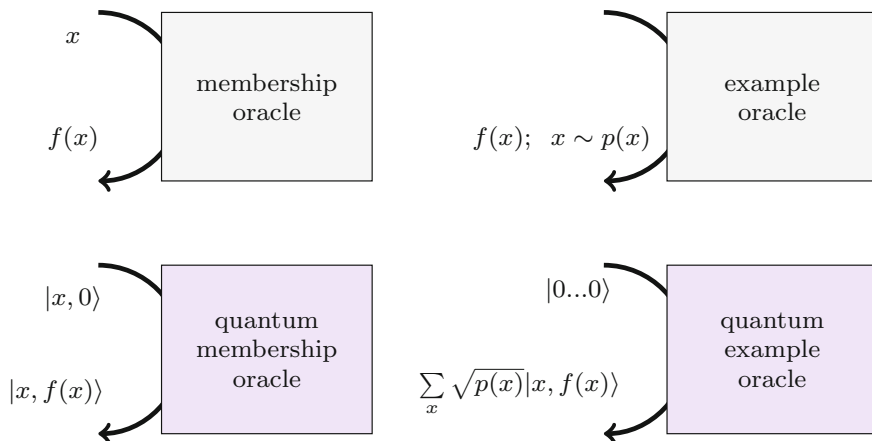 x
membership
oracle
f(x)
example
oracle
f(x);  x ∼ p(x)
|x, 0⟩
quantum
membership
oracle
|x, f(x)⟩
|0...0⟩
quantum
example
oracle
∑ₓ √p(x)|x, f(x)⟩